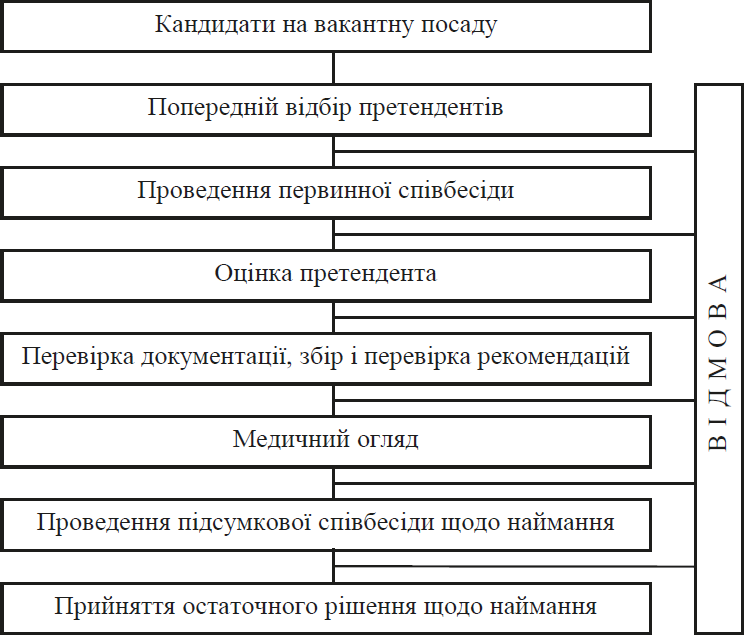 Кандидати на вакантну посаду
Попередній відбір претендентів
Проведення первинної співбесіди
Оцінка претендента
Перевірка документації, збір і перевірка рекомендацій
Медичний огляд
Проведення підсумкової співбесіди щодо наймання
Прийняття остаточного рішення щодо наймання
ВІДМОВА